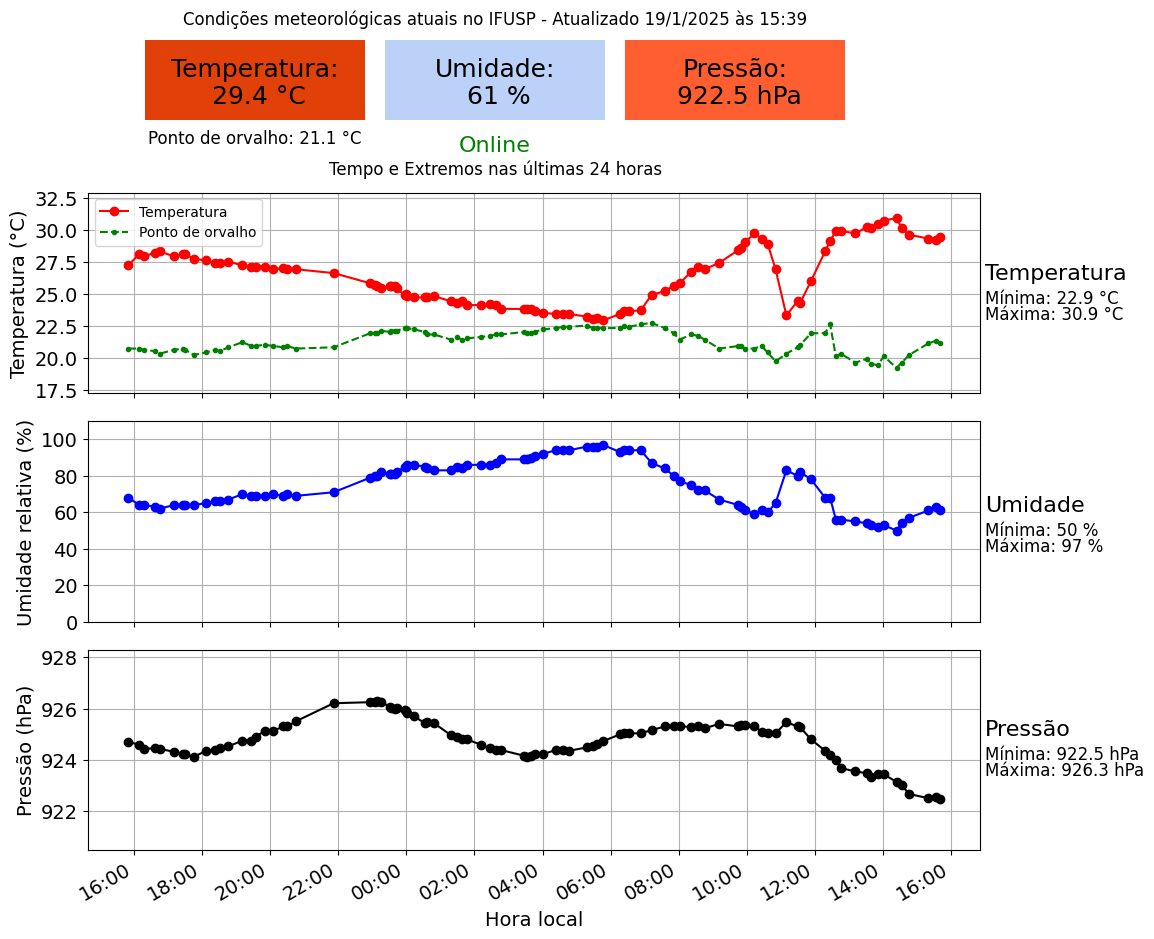 Condições meteorológicas atuais no IFUSP - Atualizado 19/1/2025 às 15:39
Temperatura:
29.4 °C
Umidade:
61 %
Pressão:
922.5 hPa
Ponto de orvalho: 21.1 °C
Online
Tempo e Extremos nas últimas 24 horas
Temperatura (°C)
32.5
30.0
27.5
25.0
22.5
20.0
17.5
Temperatura
Ponto de orvalho
Temperatura
Mínima: 22.9 °C
Máxima: 30.9 °C
Umidade relativa (%)
100
80
60
40
20
0
Umidade
Mínima: 50 %
Máxima: 97 %
Pressão (hPa)
928
926
924
922
Pressão
Mínima: 922.5 hPa
Máxima: 926.3 hPa
16:00 18:00 20:00 22:00 00:00 02:00 04:00 06:00 08:00 10:00 12:00 14:00 16:00
Hora local